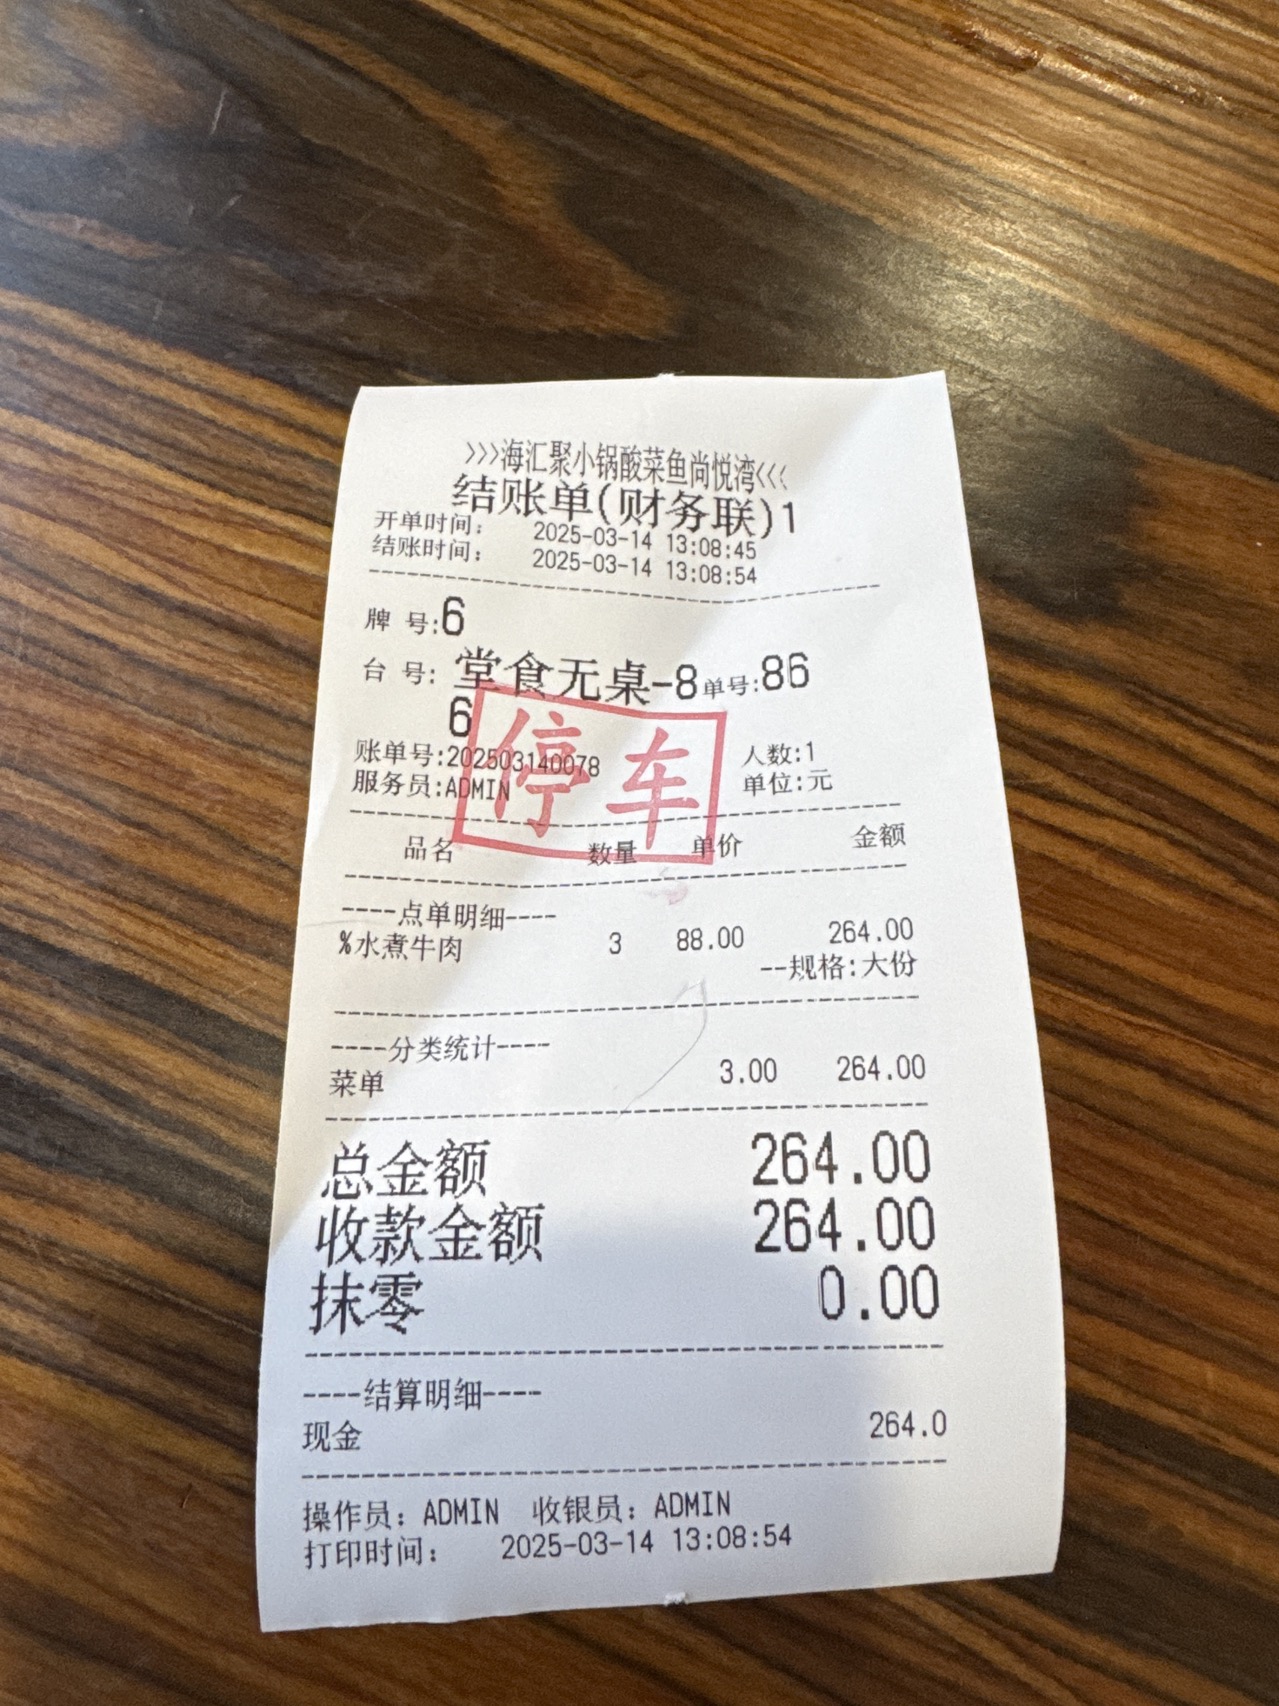 >>>海汇聚小锅酸菜鱼尚悦湾<<<
结账单(财务联)1
开单时间: 2025-03-14 13:08:45
结账时间: 2025-03-14 13:08:54
牌 号:6
台 号: 堂食无桌-8 单号:86
6
账单号:202503140078 人数:1
服务员:ADMIN 单位:元
停车
品名 数量 单价 金额
----点单明细----
%水煮牛肉 3 88.00 264.00
--规格:大份
----分类统计----
菜单 3.00 264.00
总金额 264.00
收款金额 264.00
抹零 0.00
----结算明细----
现金 264.0
操作员: ADMIN 收银员: ADMIN
打印时间: 2025-03-14 13:08:54